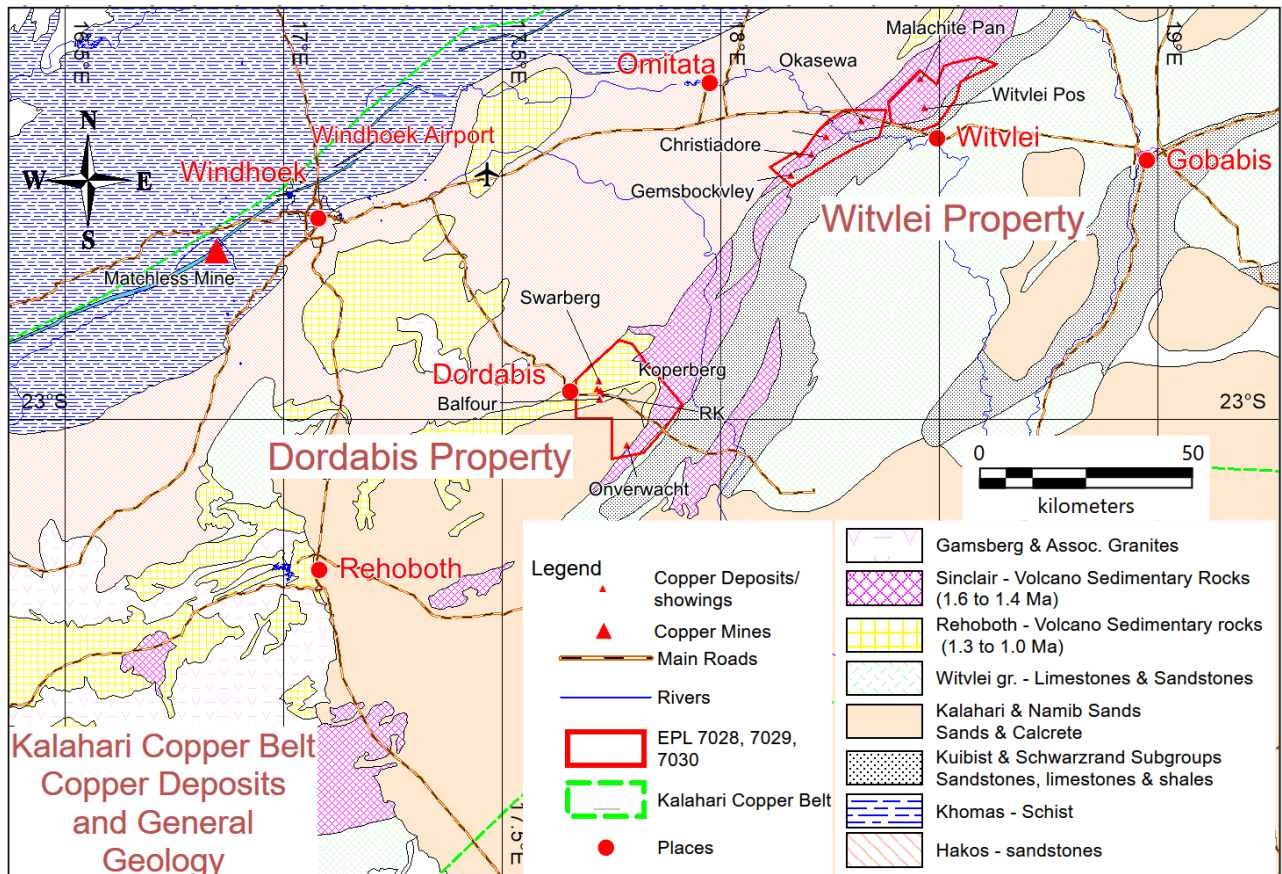 16.5°E
17°E
17.5°E
18°E
19°E
Malachite Pan
Okasewa
Omitata
Witvlei Pos
N
Windhoek Airport
Christiadore
Witvlei
Windhoek
Gobabis
W
E
Gemsbockvley
S
Witvlei Property
Matchless Mine
Swarberg
Dordabis
Koperberg
Balfour
RK
23°S
23°S
Dordabis Property
Onverwacht
0
50
kilometers
Rehoboth
Legend
Copper Deposits/
showings
Copper Mines
Main Roads
Rivers
EPL 7028, 7029,
7030
Kalahari Copper Belt
Places
Gamsberg & Assoc. Granites
Sinclair - Volcano Sedimentary Rocks
(1.6 to 1.4 Ma)
Rehoboth - Volcano Sedimentary rocks
(1.3 to 1.0 Ma)
Witvlei gr. - Limestones & Sandstones
Kalahari & Namib Sands
Sands & Calcrete
Kuibist & Schwarzrand Subgroups
Sandstones, limestones & shales
Khomas - Schist
Hakos - sandstones
Kalahari Copper Belt
Copper Deposits
and General
Geology
17.5°E